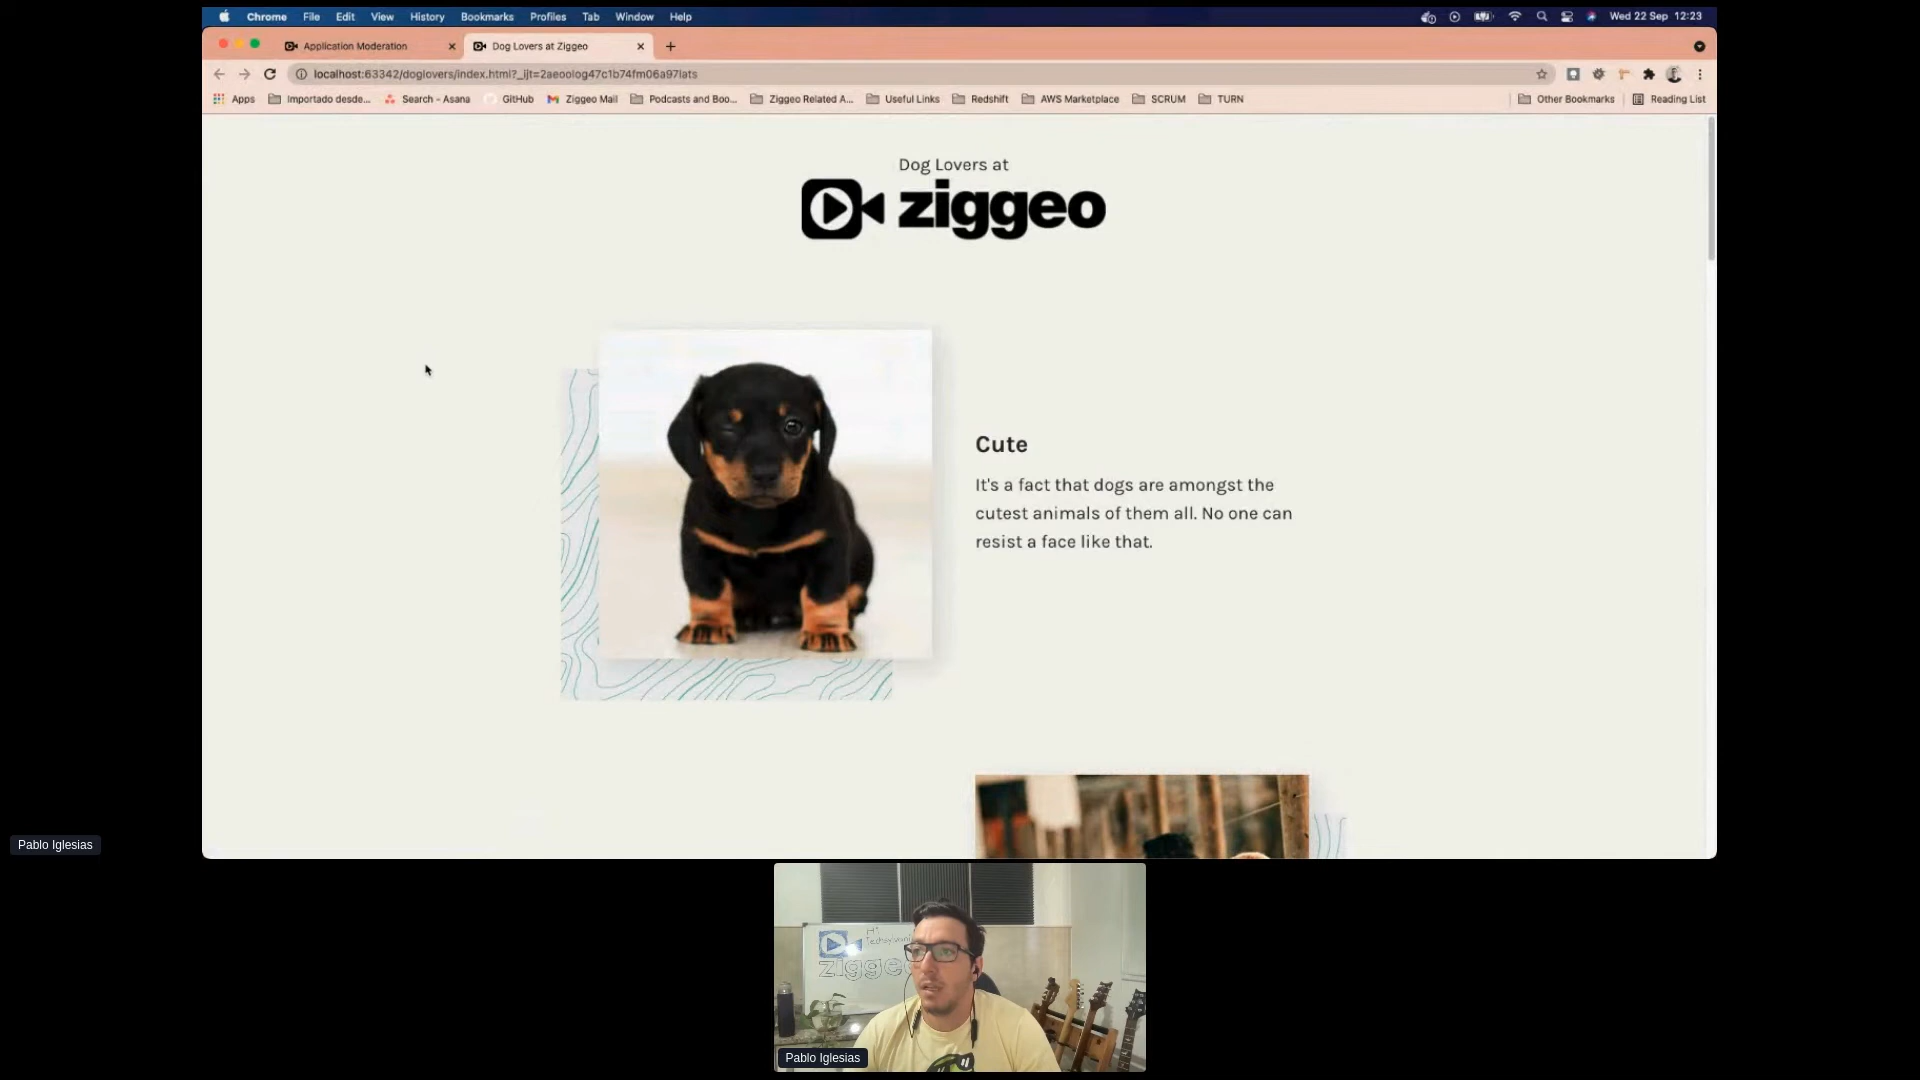 Chrome File Edit View History Bookmarks Profiles Tab Window Help Wed 22 Sep 12:23
Application Moderation Dog Lovers at Ziggeo
localhost:63342/doglovers/index.html?_ijt=2aeoolog47c1b74fm06a97lats
Apps Importado desde... Search – Asana GitHub Ziggeo Mail Podcasts and Boo... Ziggeo Related A... Useful Links Redshift AWS Marketplace SCRUM TURN Other Bookmarks Reading List
Dog Lovers at
ziggeo
Cute
It's a fact that dogs are amongst the
cutest animals of them all. No one can
resist a face like that.
Pablo Iglesias
Hi
ziggeo
Pablo Iglesias